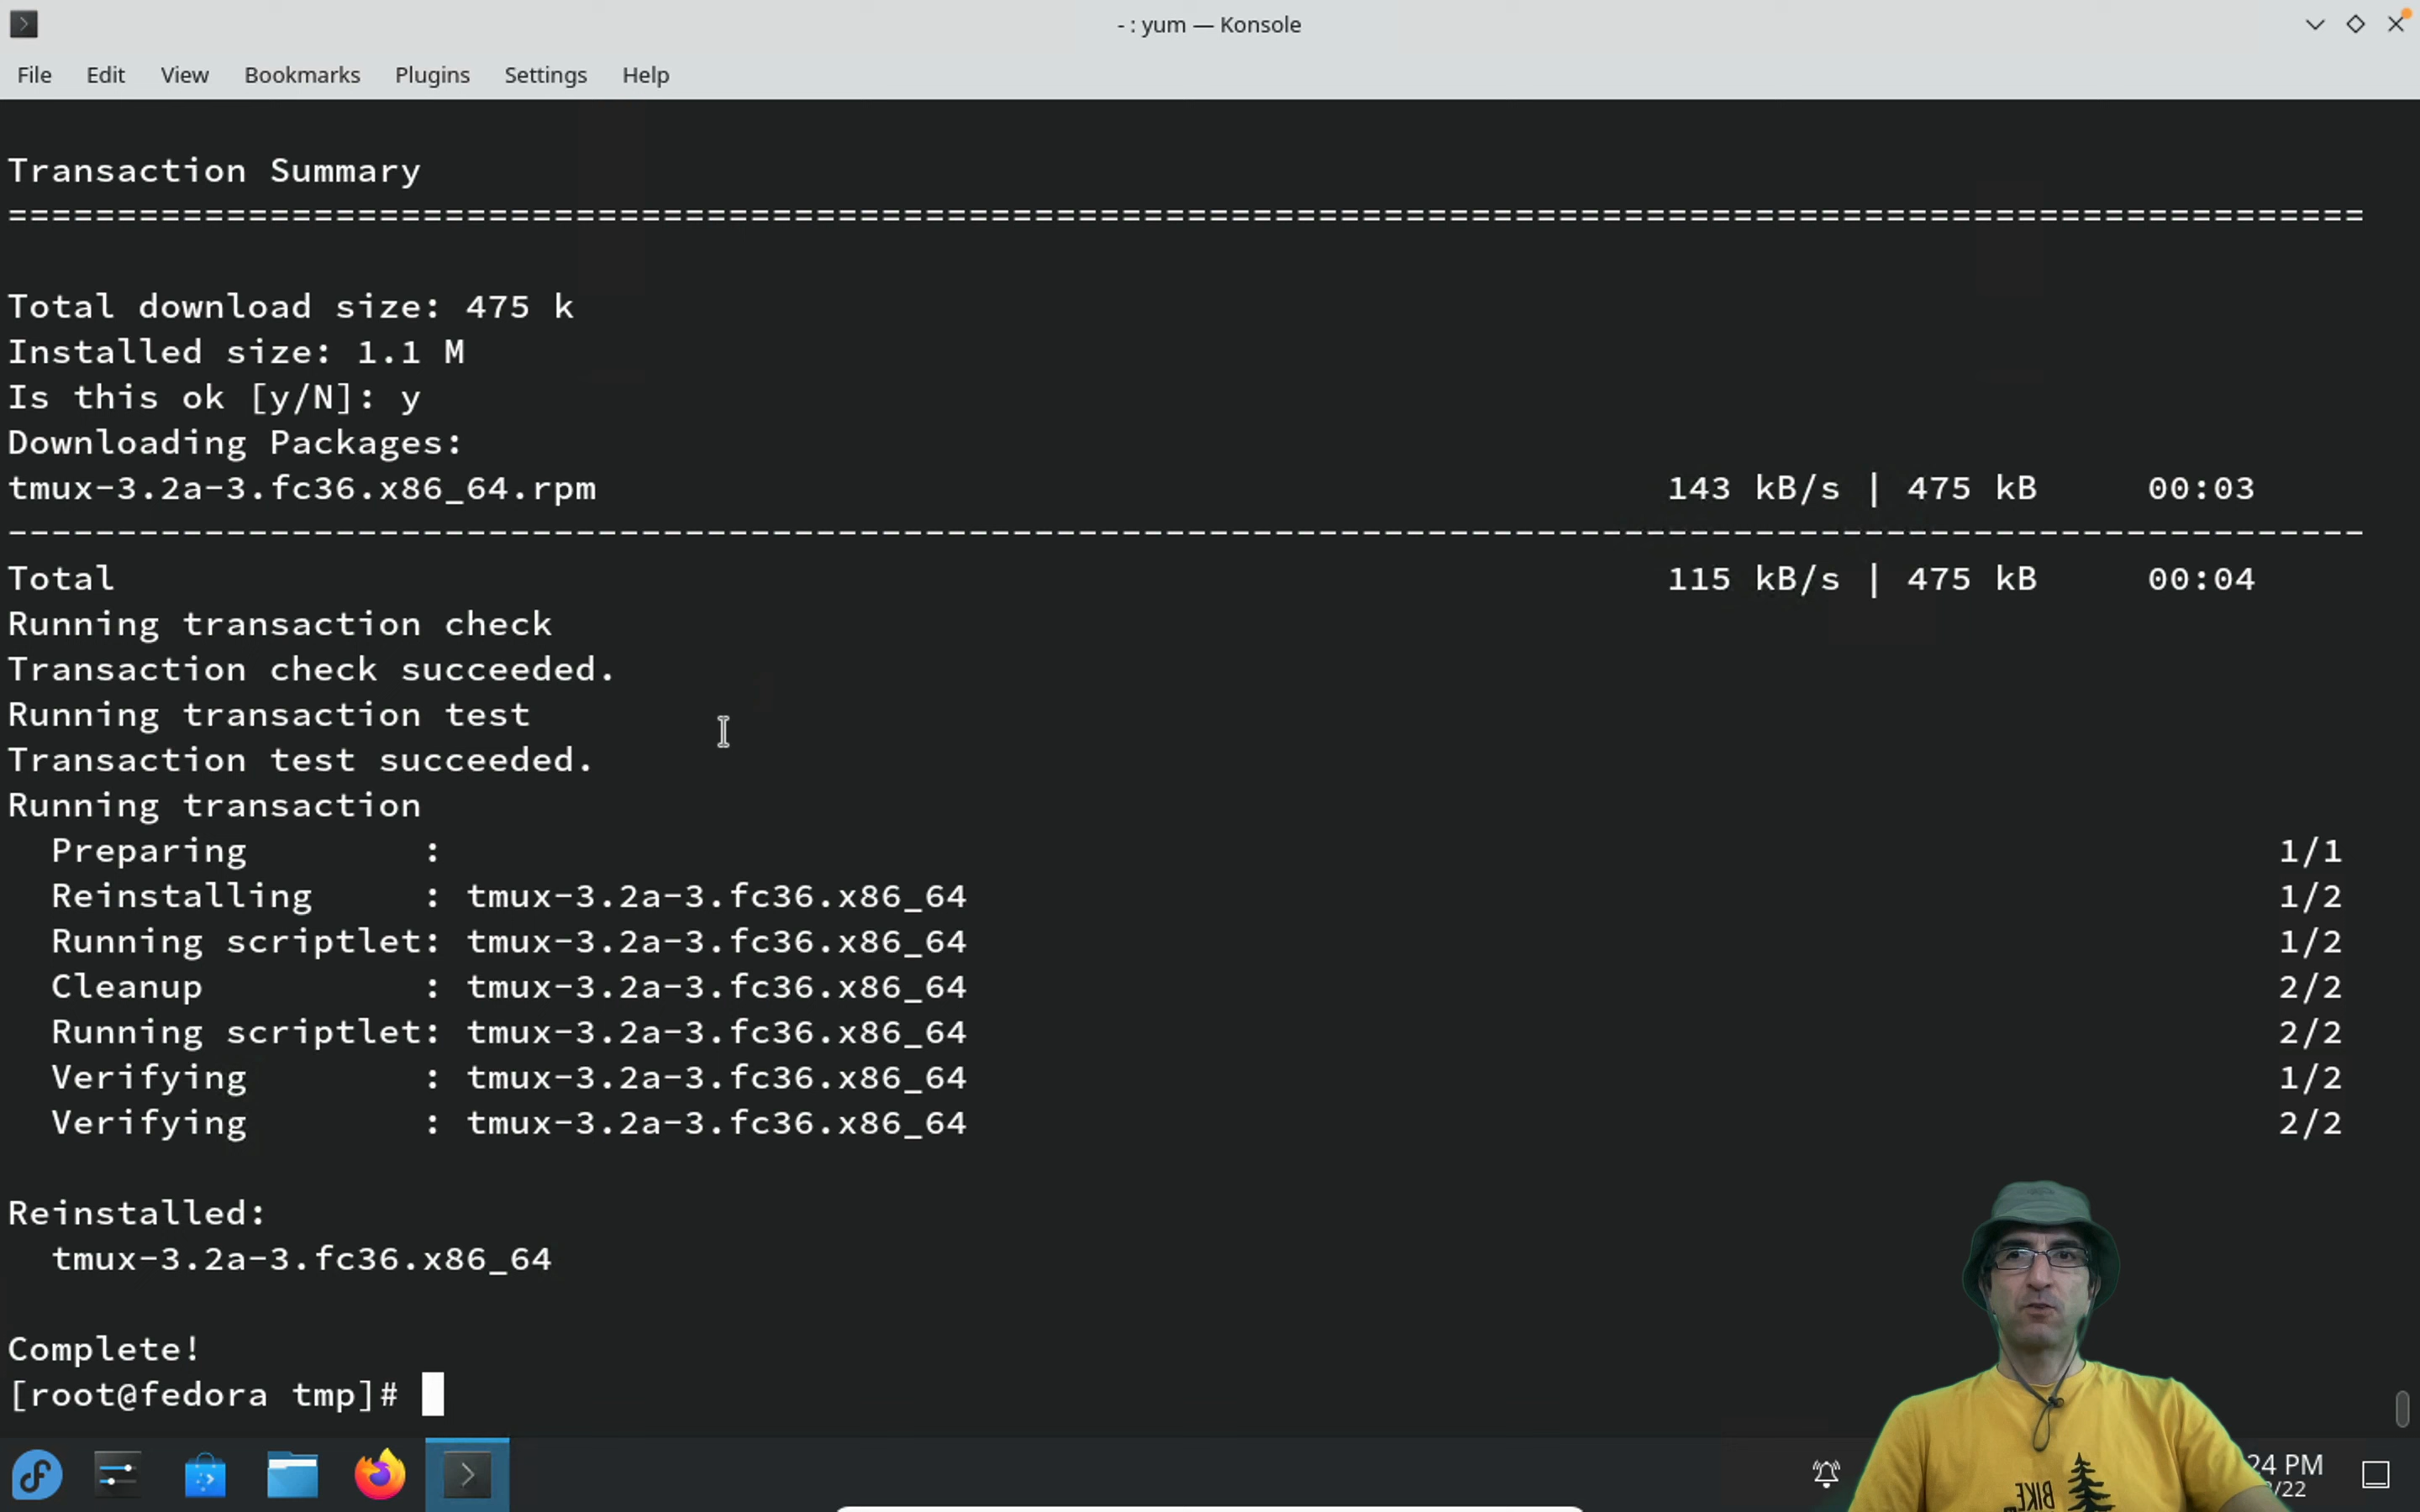 - : yum — Konsole
File Edit View Bookmarks Plugins Settings Help
Transaction Summary
================================================================================================================
Total download size: 475 k
Installed size: 1.1 M
Is this ok [y/N]: y
Downloading Packages:
tmux-3.2a-3.fc36.x86_64.rpm 143 kB/s | 475 kB 00:03
----------------------------------------------------------------------------------------------------------------
Total 115 kB/s | 475 kB 00:04
Running transaction check
Transaction check succeeded.
Running transaction test
Transaction test succeeded.
Running transaction
Preparing : 1/1
Reinstalling : tmux-3.2a-3.fc36.x86_64 1/2
Running scriptlet: tmux-3.2a-3.fc36.x86_64 1/2
Cleanup : tmux-3.2a-3.fc36.x86_64 2/2
Running scriptlet: tmux-3.2a-3.fc36.x86_64 2/2
Verifying : tmux-3.2a-3.fc36.x86_64 1/2
Verifying : tmux-3.2a-3.fc36.x86_64 2/2
Reinstalled:
tmux-3.2a-3.fc36.x86_64
Complete!
[root@fedora tmp]#
24 PM
/22
BIKE